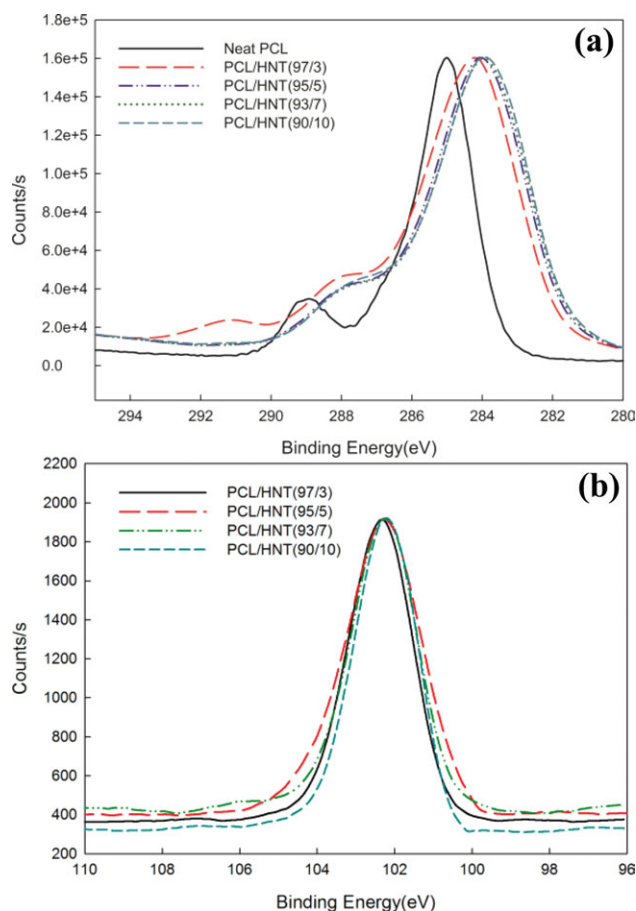 (a)
Neat PCL
PCL/HNT(97/3)
PCL/HNT(95/5)
PCL/HNT(93/7)
PCL/HNT(90/10)
1.8e+5
1.6e+5
1.4e+5
1.2e+5
1.0e+5
8.0e+4
6.0e+4
4.0e+4
2.0e+4
0.0
Counts/s
294 292 290 288 286 284 282 280
Binding Energy(eV)
(b)
PCL/HNT(97/3)
PCL/HNT(95/5)
PCL/HNT(93/7)
PCL/HNT(90/10)
2200
2000
1800
1600
1400
1200
1000
800
600
400
200
Counts/s
110 108 106 104 102 100 98 96
Binding Energy(eV)